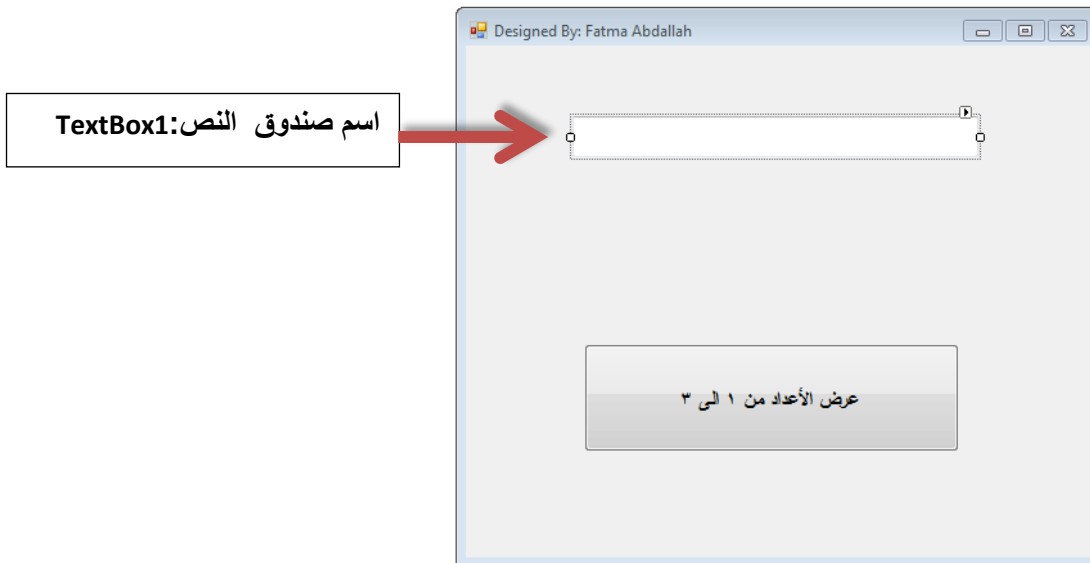 Designed By: Fatma Abdallah
اسم صندوق النص:TextBox1
عرض الأعداد من ١ الى ٣